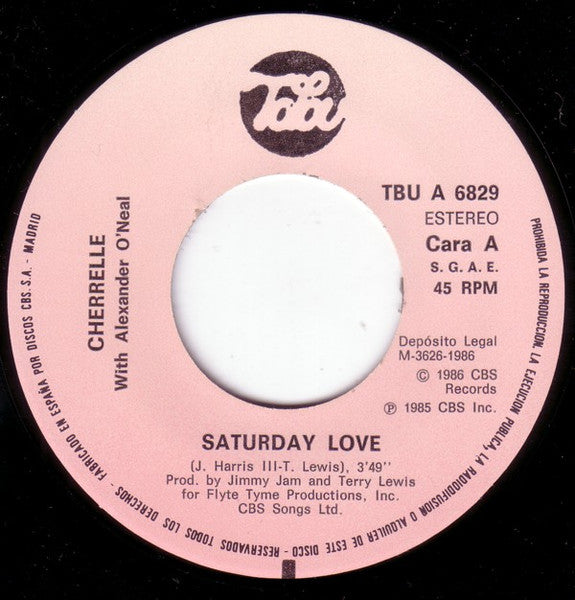 Tabu
TBU A 6829
ESTEREO
Cara A
S. G. A. E.
45 RPM
CHERRELLE
With Alexander O'Neal
Depósito Legal
M-3626-1986
© 1986 CBS
Records
℗ 1985 CBS Inc.
SATURDAY LOVE
(J. Harris III-T. Lewis), 3'49''
Prod. by Jimmy Jam and Terry Lewis
for Flyte Tyme Productions, Inc.
CBS Songs Ltd.
PROHIBIDA LA REPRODUCCION, LA EJECUCION PUBLICA, LA RADIODIFUSION O ALQUILER DE ESTE DISCO - RESERVADOS TODOS LOS DERECHOS - FABRICADO EN ESPAÑA POR DISCOS CBS. S.A. - MADRID